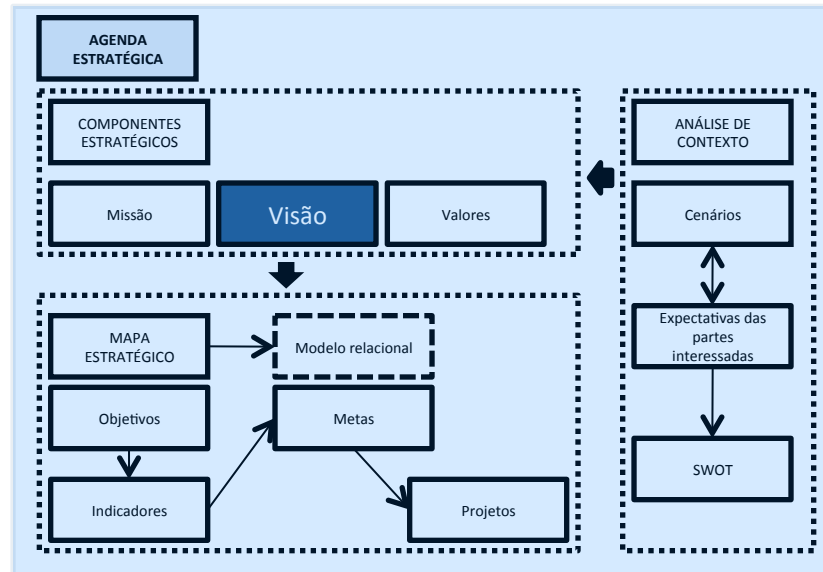 AGENDA
ESTRATÉGICA
COMPONENTES
ESTRATÉGICOS
Missão
Visão
Valores
MAPA
ESTRATÉGICO
Modelo relacional
Objetivos
Metas
Indicadores
Projetos
ANÁLISE DE
CONTEXTO
Cenários
Expectativas das
partes
interessadas
SWOT